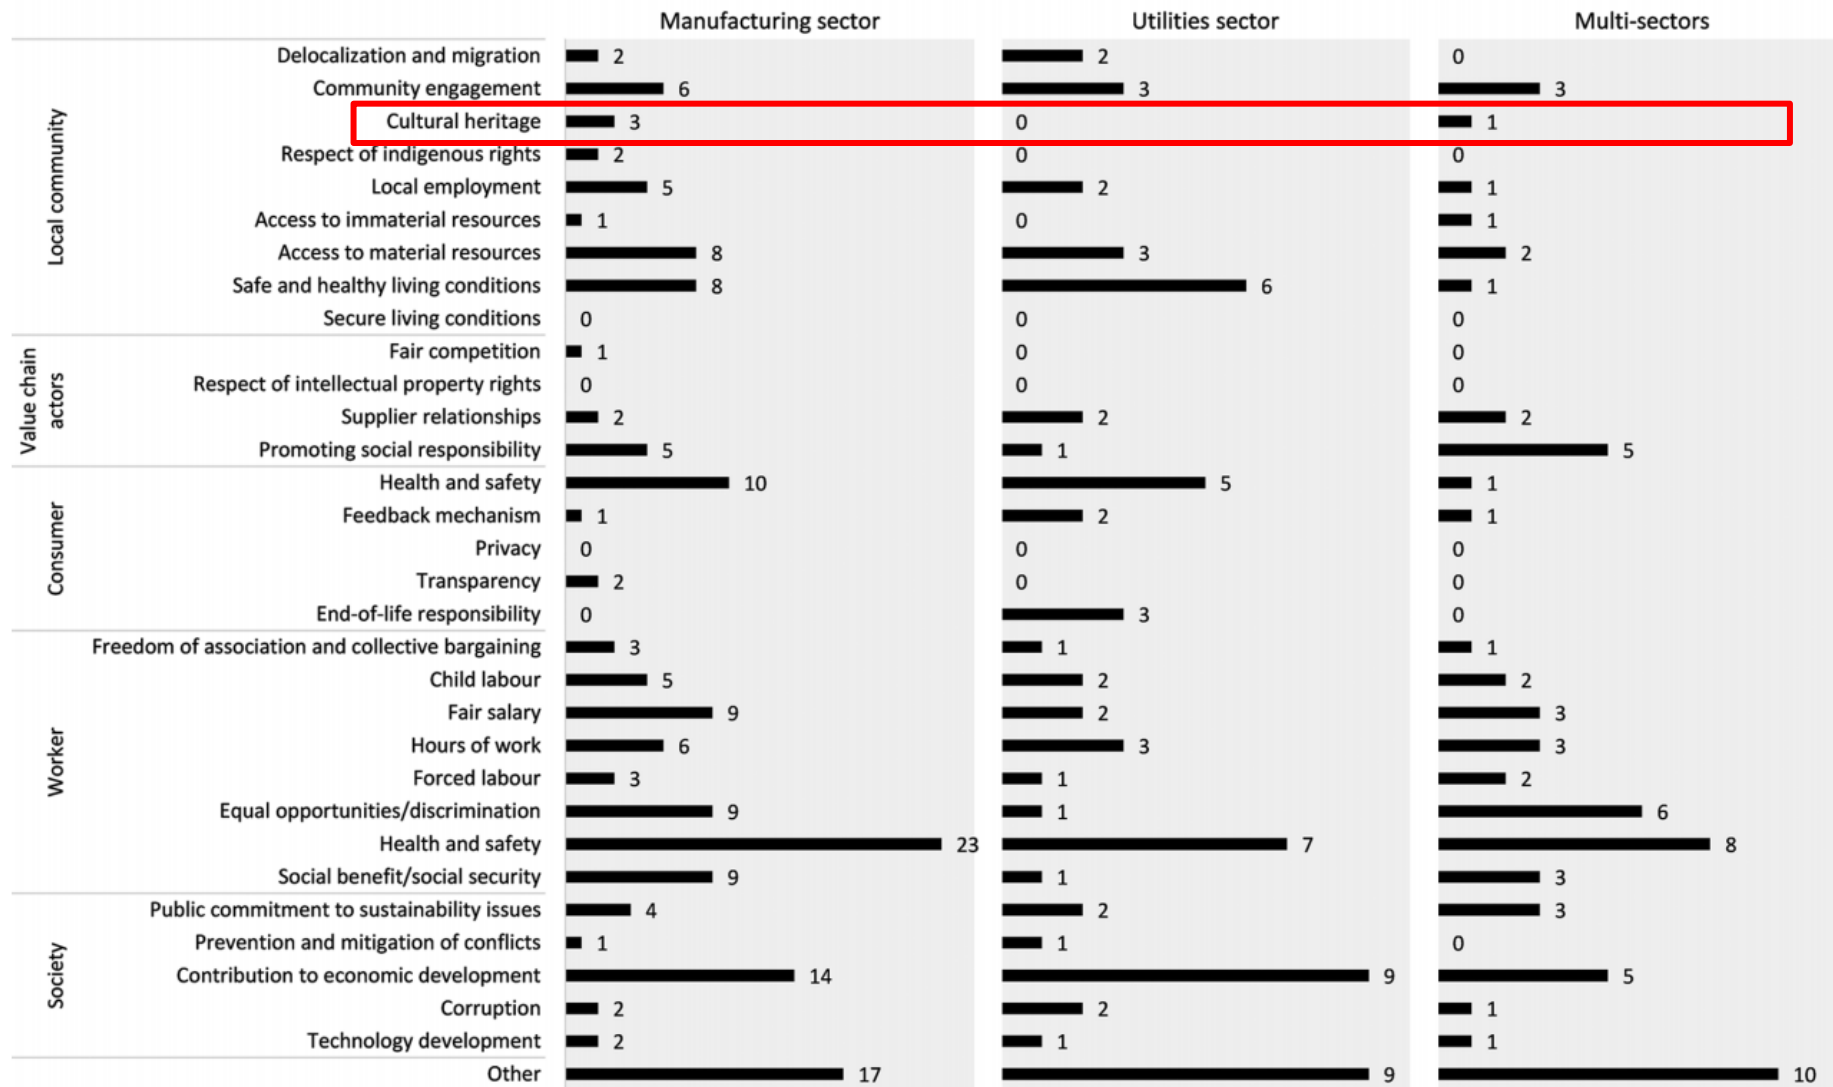 Manufacturing sector Utilities sector Multi-sectors
Local community
Delocalization and migration 2 2 0
Community engagement 6 3 3
Cultural heritage 3 0 1
Respect of indigenous rights 2 0 0
Local employment 5 2 1
Access to immaterial resources 1 0 1
Access to material resources 8 3 2
Safe and healthy living conditions 8 6 1
Secure living conditions 0 0 0
Value chain
actors
Fair competition 1 0 0
Respect of intellectual property rights 0 0 0
Supplier relationships 2 2 2
Promoting social responsibility 5 1 5
Consumer
Health and safety 10 5 1
Feedback mechanism 1 2 1
Privacy 0 0 0
Transparency 2 0 0
End-of-life responsibility 0 3 0
Worker
Freedom of association and collective bargaining 3 1 1
Child labour 5 2 2
Fair salary 9 2 3
Hours of work 6 3 3
Forced labour 3 1 2
Equal opportunities/discrimination 9 1 6
Health and safety 23 7 8
Social benefit/social security 9 1 3
Society
Public commitment to sustainability issues 4 2 3
Prevention and mitigation of conflicts 1 1 0
Contribution to economic development 14 9 5
Corruption 2 2 1
Technology development 2 1 1
Other 17 9 10